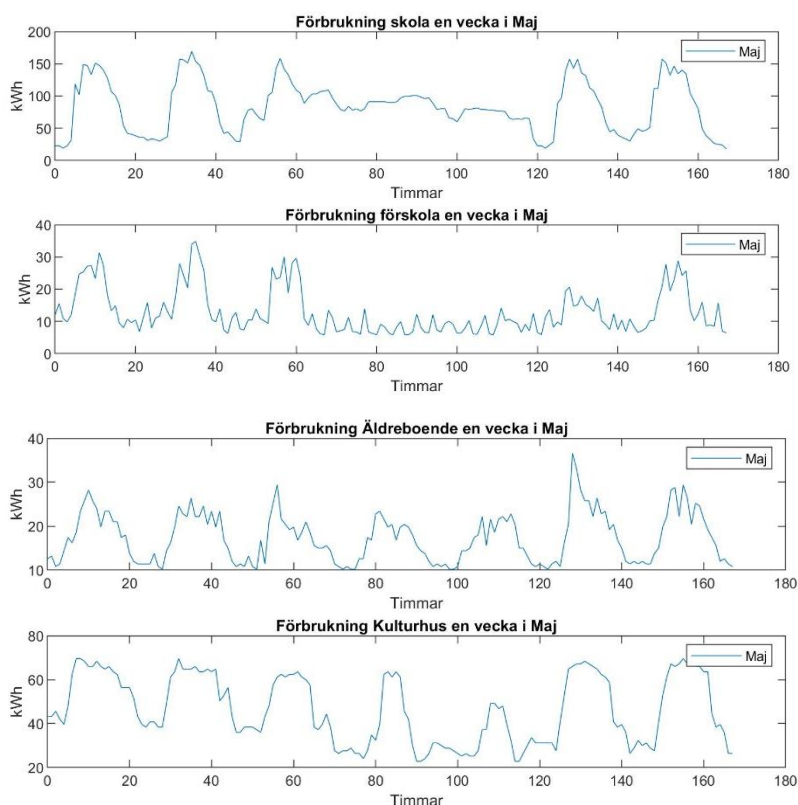 Förbrukning skola en vecka i Maj
200
150
100
50
0
kWh
Maj
0 20 40 60 80 100 120 140 160 180
Timmar
Förbrukning förskola en vecka i Maj
40
30
20
10
0
kWh
Maj
0 20 40 60 80 100 120 140 160 180
Timmar
Förbrukning Äldreboende en vecka i Maj
40
30
20
10
kWh
Maj
0 20 40 60 80 100 120 140 160 180
Timmar
Förbrukning Kulturhus en vecka i Maj
80
60
40
20
kWh
Maj
0 20 40 60 80 100 120 140 160 180
Timmar